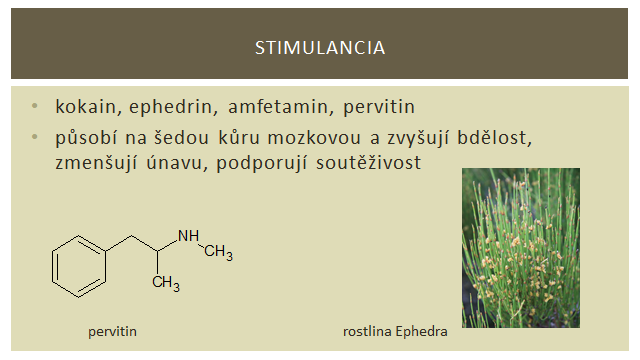 STIMULANCIA
• kokain, ephedrin, amfetamin, pervitin
• působí na šedou kůru mozkovou a zvyšují bdělost,
zmenšují únavu, podporují soutěživost
NH
CH3
CH3
pervitin
rostlina Ephedra